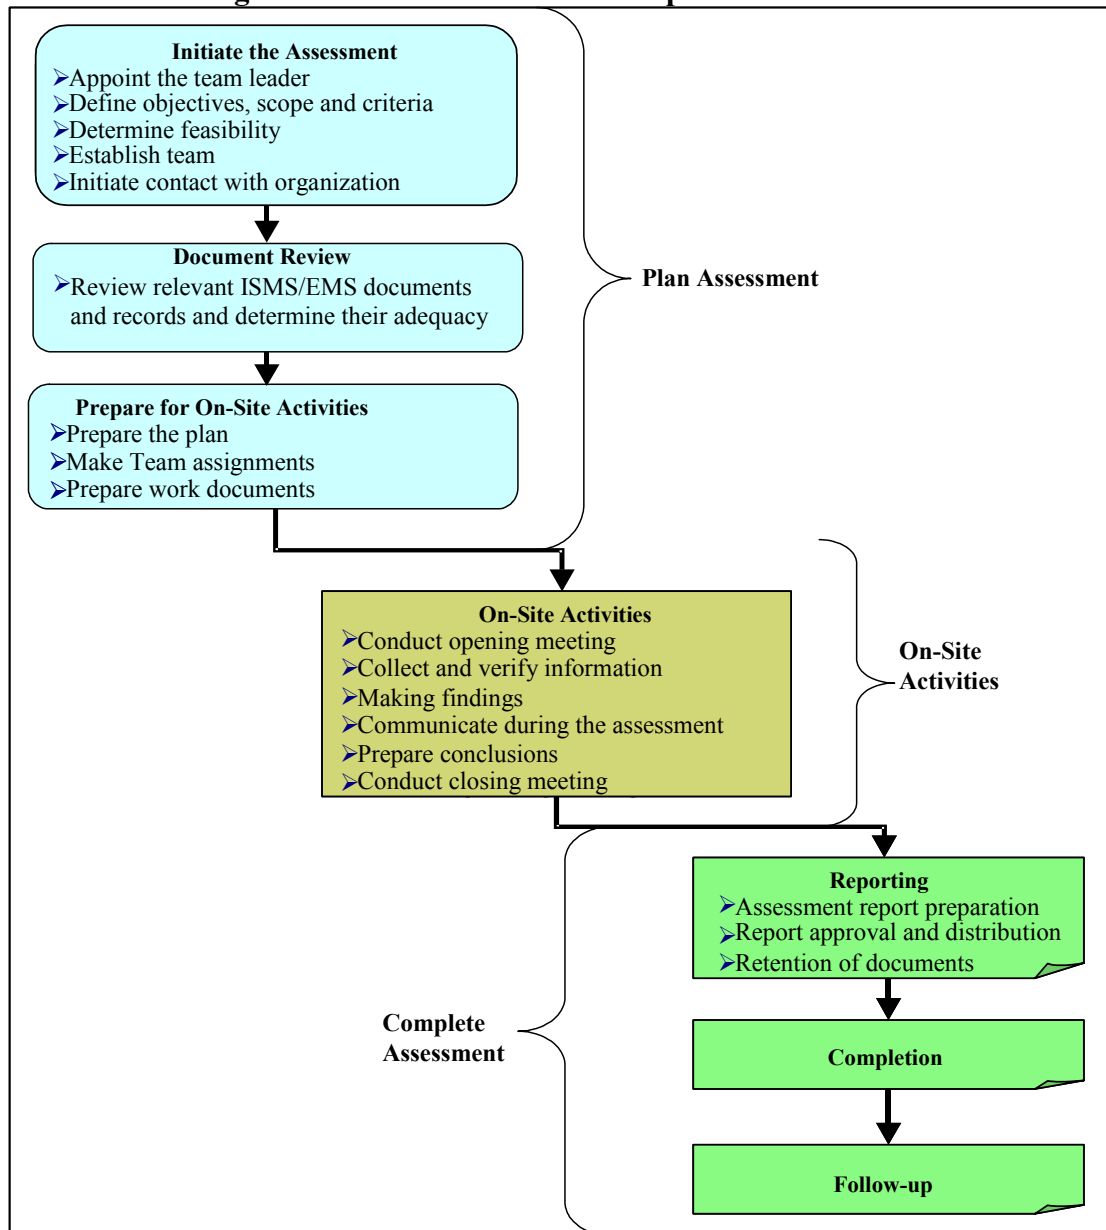 Initiate the Assessment
➢Appoint the team leader
➢Define objectives, scope and criteria
➢Determine feasibility
➢Establish team
➢Initiate contact with organization
Document Review
➢Review relevant ISMS/EMS documents
and records and determine their adequacy
Plan Assessment
Prepare for On-Site Activities
➢Prepare the plan
➢Make Team assignments
➢Prepare work documents
On-Site Activities
➢Conduct opening meeting
➢Collect and verify information
➢Making findings
➢Communicate during the assessment
➢Prepare conclusions
➢Conduct closing meeting
On-Site
Activities
Reporting
➢Assessment report preparation
➢Report approval and distribution
➢Retention of documents
Complete
Assessment
Completion
Follow-up